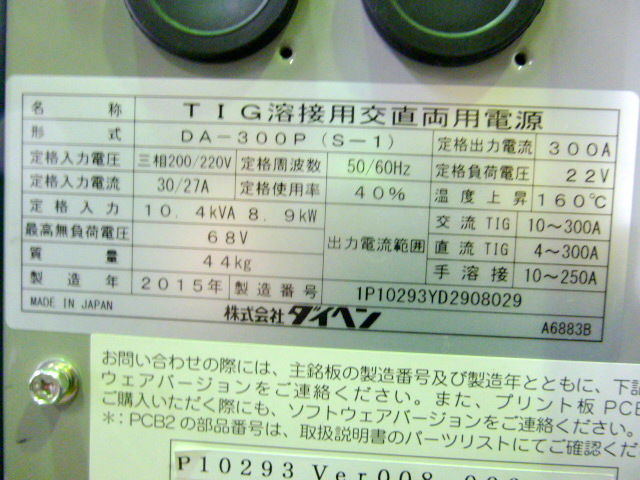 名称 TIG溶接用交直両用電源
形式 DA-300P (S-1) 定格出力電流 300A
定格入力電圧 三相200/220V 定格周波数 50/60Hz 定格負荷電圧 22V
定格入力電流 30/27A 定格使用率 40% 温度上昇 160℃
定格入力 10.4kVA 8.9kW 出力電流範囲 交流TIG 10~300A
最高無負荷電圧 68V 直流TIG 4~300A
質量 44kg 手溶接 10~250A
製造年 2015年 製造番号 1P10293YD2908029
MADE IN JAPAN 株式会社ダイヘン A6883B
お問い合わせの際には、主銘板の製造番号及び製造年とともに、下記
ウェアバージョンをご連絡ください。また、プリント板PCB
ご購入いただく際にも、ソフトウェアバージョンをご連絡ください。
*:PCB2の部品番号は、取扱説明書のパーツリストにてご確認くだ
P10293 Ver008